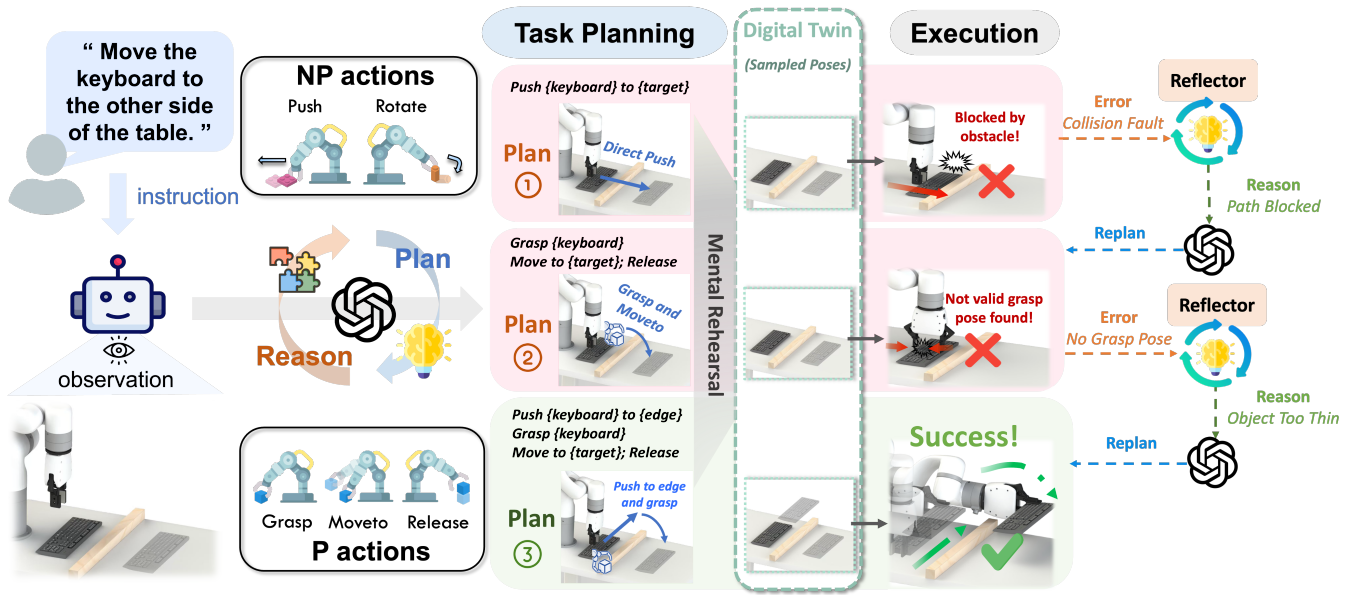 “ Move the
keyboard to
the other side
of the table. ”
instruction
observation
NP actions
Push
Rotate
Plan
Reason
Grasp
Moveto
Release
P actions
Task Planning
Push {keyboard} to {target}
Plan
1
Direct Push
Grasp {keyboard}
Move to {target}; Release
Plan
2
Grasp and
Moveto
Push {keyboard} to {edge}
Grasp {keyboard}
Move to {target}; Release
Plan
3
Push to edge
and grasp
Mental Rehearsal
Digital Twin
(Sampled Poses)
Execution
Blocked by
obstacle!
Not valid grasp
pose found!
Success!
Error
Collision Fault
Reflector
Reason
Path Blocked
Replan
Error
No Grasp Pose
Reflector
Reason
Object Too Thin
Replan